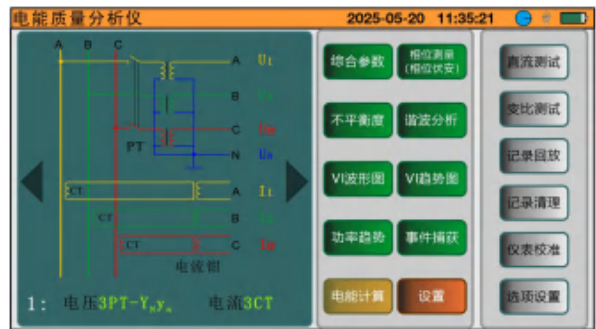 电能质量分析仪 2025-05-20 11:35:21
A B C
A
B
C
N Un
PT
CT A
CT B
CT C
电流钳
1: 电压3PT-YnYn 电流3CT
综合参数 相位测量
(相位伏安)
不平衡度 谐波分析
VI波形图 VI趋势图
功率趋势 事件捕获
电能计算 设置
直流测试
变比测试
记录回放
记录清理
仪表校准
选项设置